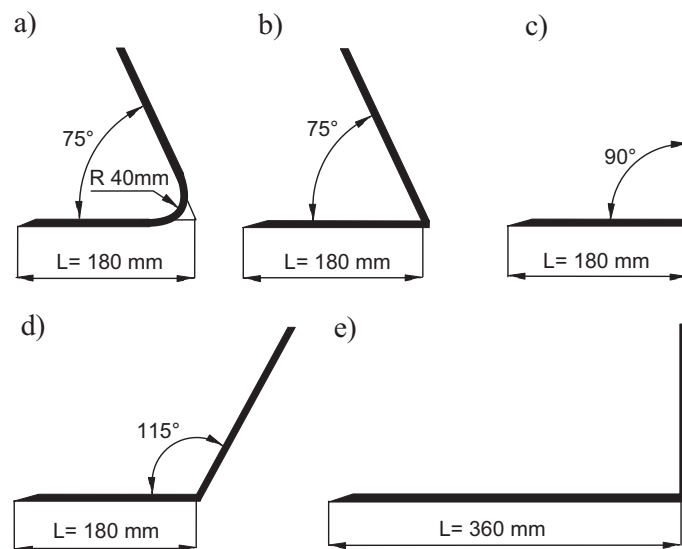 a)
b)
c)
75°
R 40mm
L= 180 mm
75°
L= 180 mm
90°
L= 180 mm
d)
e)
115°
L= 180 mm
L= 360 mm